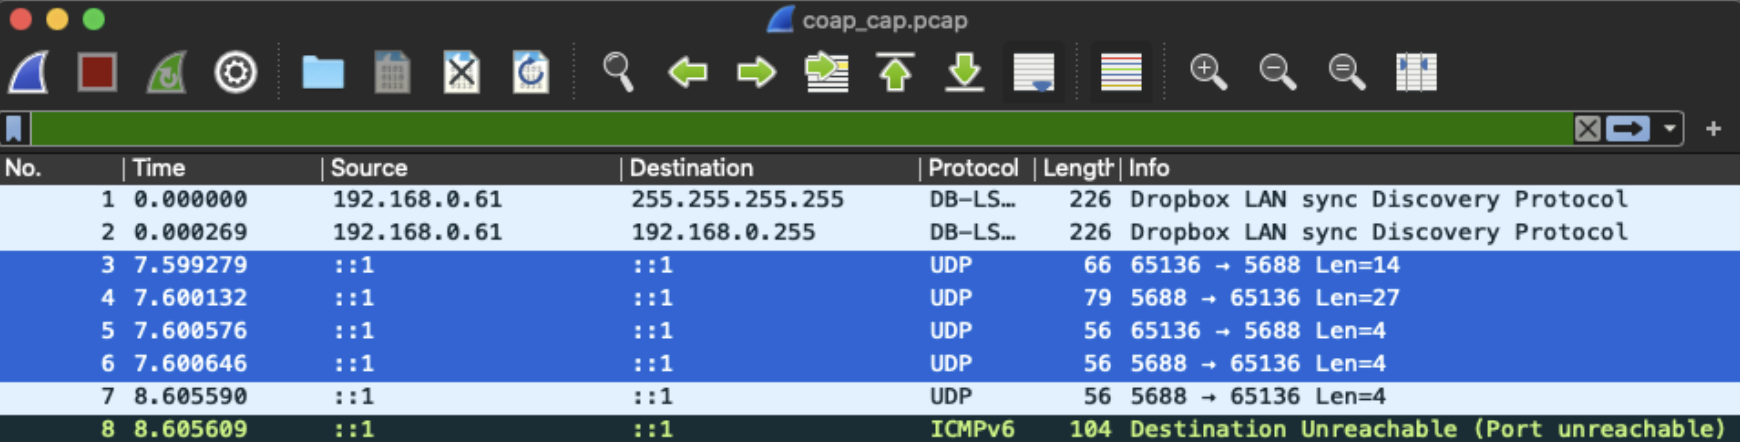 coap_cap.pcap
No. Time Source Destination Protocol Length Info
1 0.000000 192.168.0.61 255.255.255.255 DB-LS… 226 Dropbox LAN sync Discovery Protocol
2 0.000269 192.168.0.61 192.168.0.255 DB-LS… 226 Dropbox LAN sync Discovery Protocol
3 7.599279 ::1 ::1 UDP 66 65136 → 5688 Len=14
4 7.600132 ::1 ::1 UDP 79 5688 → 65136 Len=27
5 7.600576 ::1 ::1 UDP 56 65136 → 5688 Len=4
6 7.600646 ::1 ::1 UDP 56 5688 → 65136 Len=4
7 8.605590 ::1 ::1 UDP 56 5688 → 65136 Len=4
8 8.605609 ::1 ::1 ICMPv6 104 Destination Unreachable (Port unreachable)